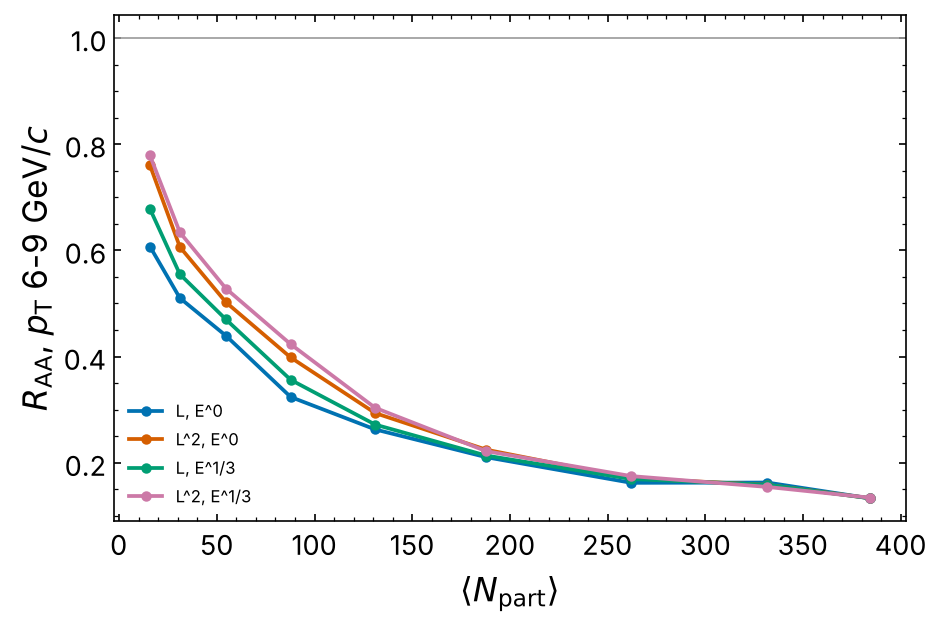 1.0
0.8
0.6
0.4
0.2
R_AA, p_T 6-9 GeV/c
L, E^0
L^2, E^0
L, E^1/3
L^2, E^1/3
0 50 100 150 200 250 300 350 400
⟨N_part⟩